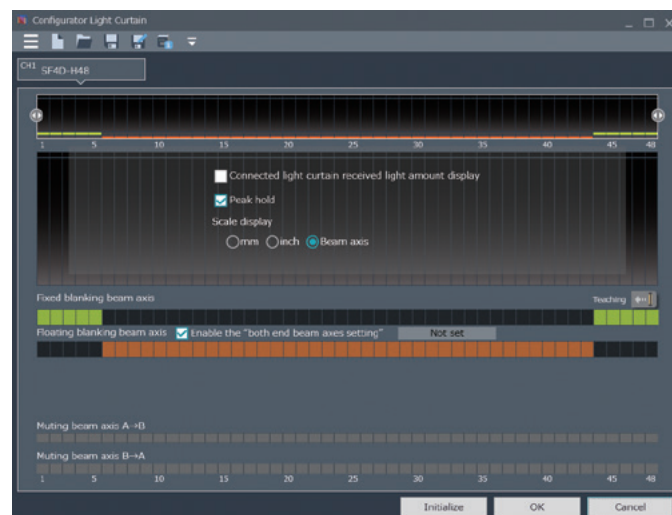 Configurator Light Curtain
CH1 SF4D-H48
1 5 10 15 20 25 30 35 40 45 48
Connected light curtain received light amount display
Peak hold
Scale display
mm inch Beam axis
Fixed blanking beam axis Teaching
Floating blanking beam axis Enable the "both end beam axes setting" Not set
Muting beam axis A→B
Muting beam axis B→A
1 5 10 15 20 25 30 35 40 45 48
Initialize OK Cancel